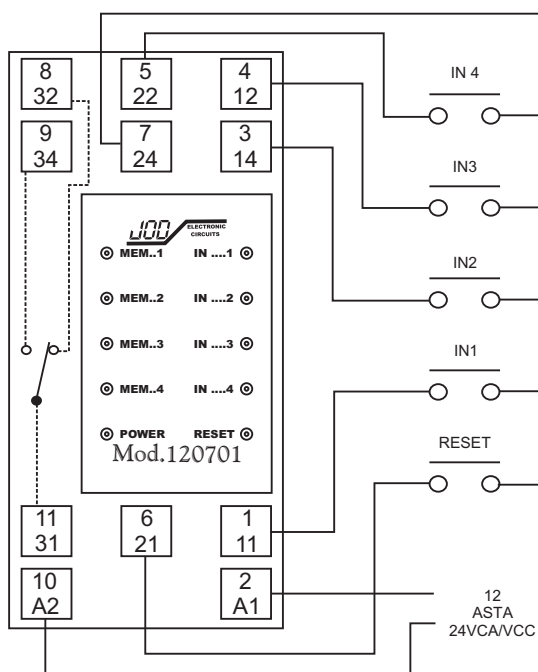 8
32
5
22
4
12
IN 4
9
34
7
24
3
14
IN3
JOD
ELECTRONIC
CIRCUITS
MEM..1 IN ....1
MEM..2 IN ....2
IN2
MEM..3 IN ....3
MEM..4 IN ....4
IN1
POWER RESET
Mod.120701
RESET
11
31
6
21
1
11
10
A2
2
A1
12
ASTA
24VCA/VCC